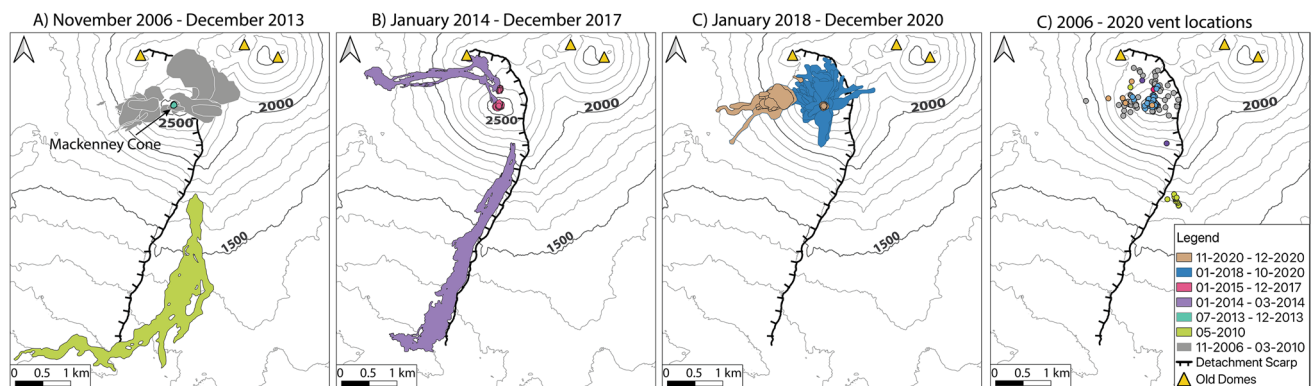 A) November 2006 - December 2013
B) January 2014 - December 2017
C) January 2018 - December 2020
C) 2006 - 2020 vent locations
2000
2500
Mackenney Cone
1500
0 0.5 1 km
2000
2500
1500
0 0.5 1 km
2000
2500
1500
0 0.5 1 km
2000
2500
Legend
11-2020 - 12-2020
01-2018 - 10-2020
01-2015 - 12-2017
01-2014 - 03-2014
07-2013 - 12-2013
05-2010
11-2006 - 03-2010
Detachment Scarp
Old Domes
0 0.5 1 km